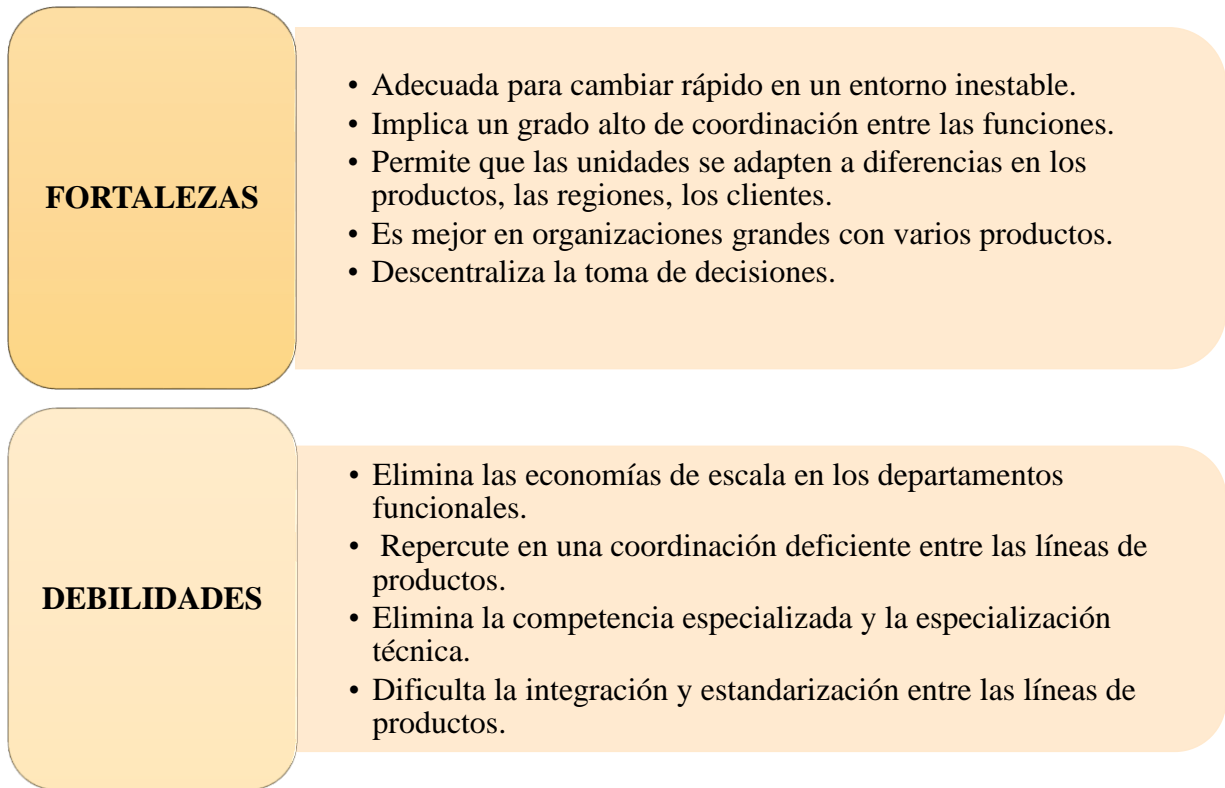 FORTALEZAS
• Adecuada para cambiar rápido en un entorno inestable.
• Implica un grado alto de coordinación entre las funciones.
• Permite que las unidades se adapten a diferencias en los
productos, las regiones, los clientes.
• Es mejor en organizaciones grandes con varios productos.
• Descentraliza la toma de decisiones.
DEBILIDADES
• Elimina las economías de escala en los departamentos
funcionales.
• Repercute en una coordinación deficiente entre las líneas de
productos.
• Elimina la competencia especializada y la especialización
técnica.
• Dificulta la integración y estandarización entre las líneas de
productos.